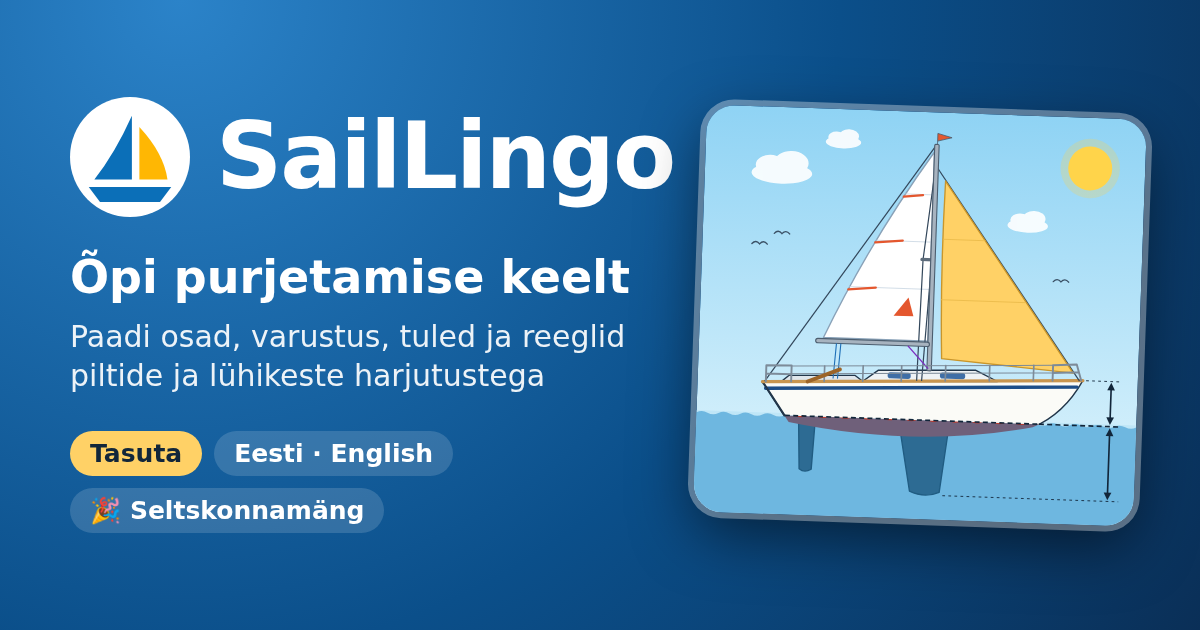 SailLingo
Õpi purjetamise keelt
Paadi osad, varustus, tuled ja reeglid
piltide ja lühikeste harjutustega
Tasuta
Eesti · English
🎉 Seltskonnamäng